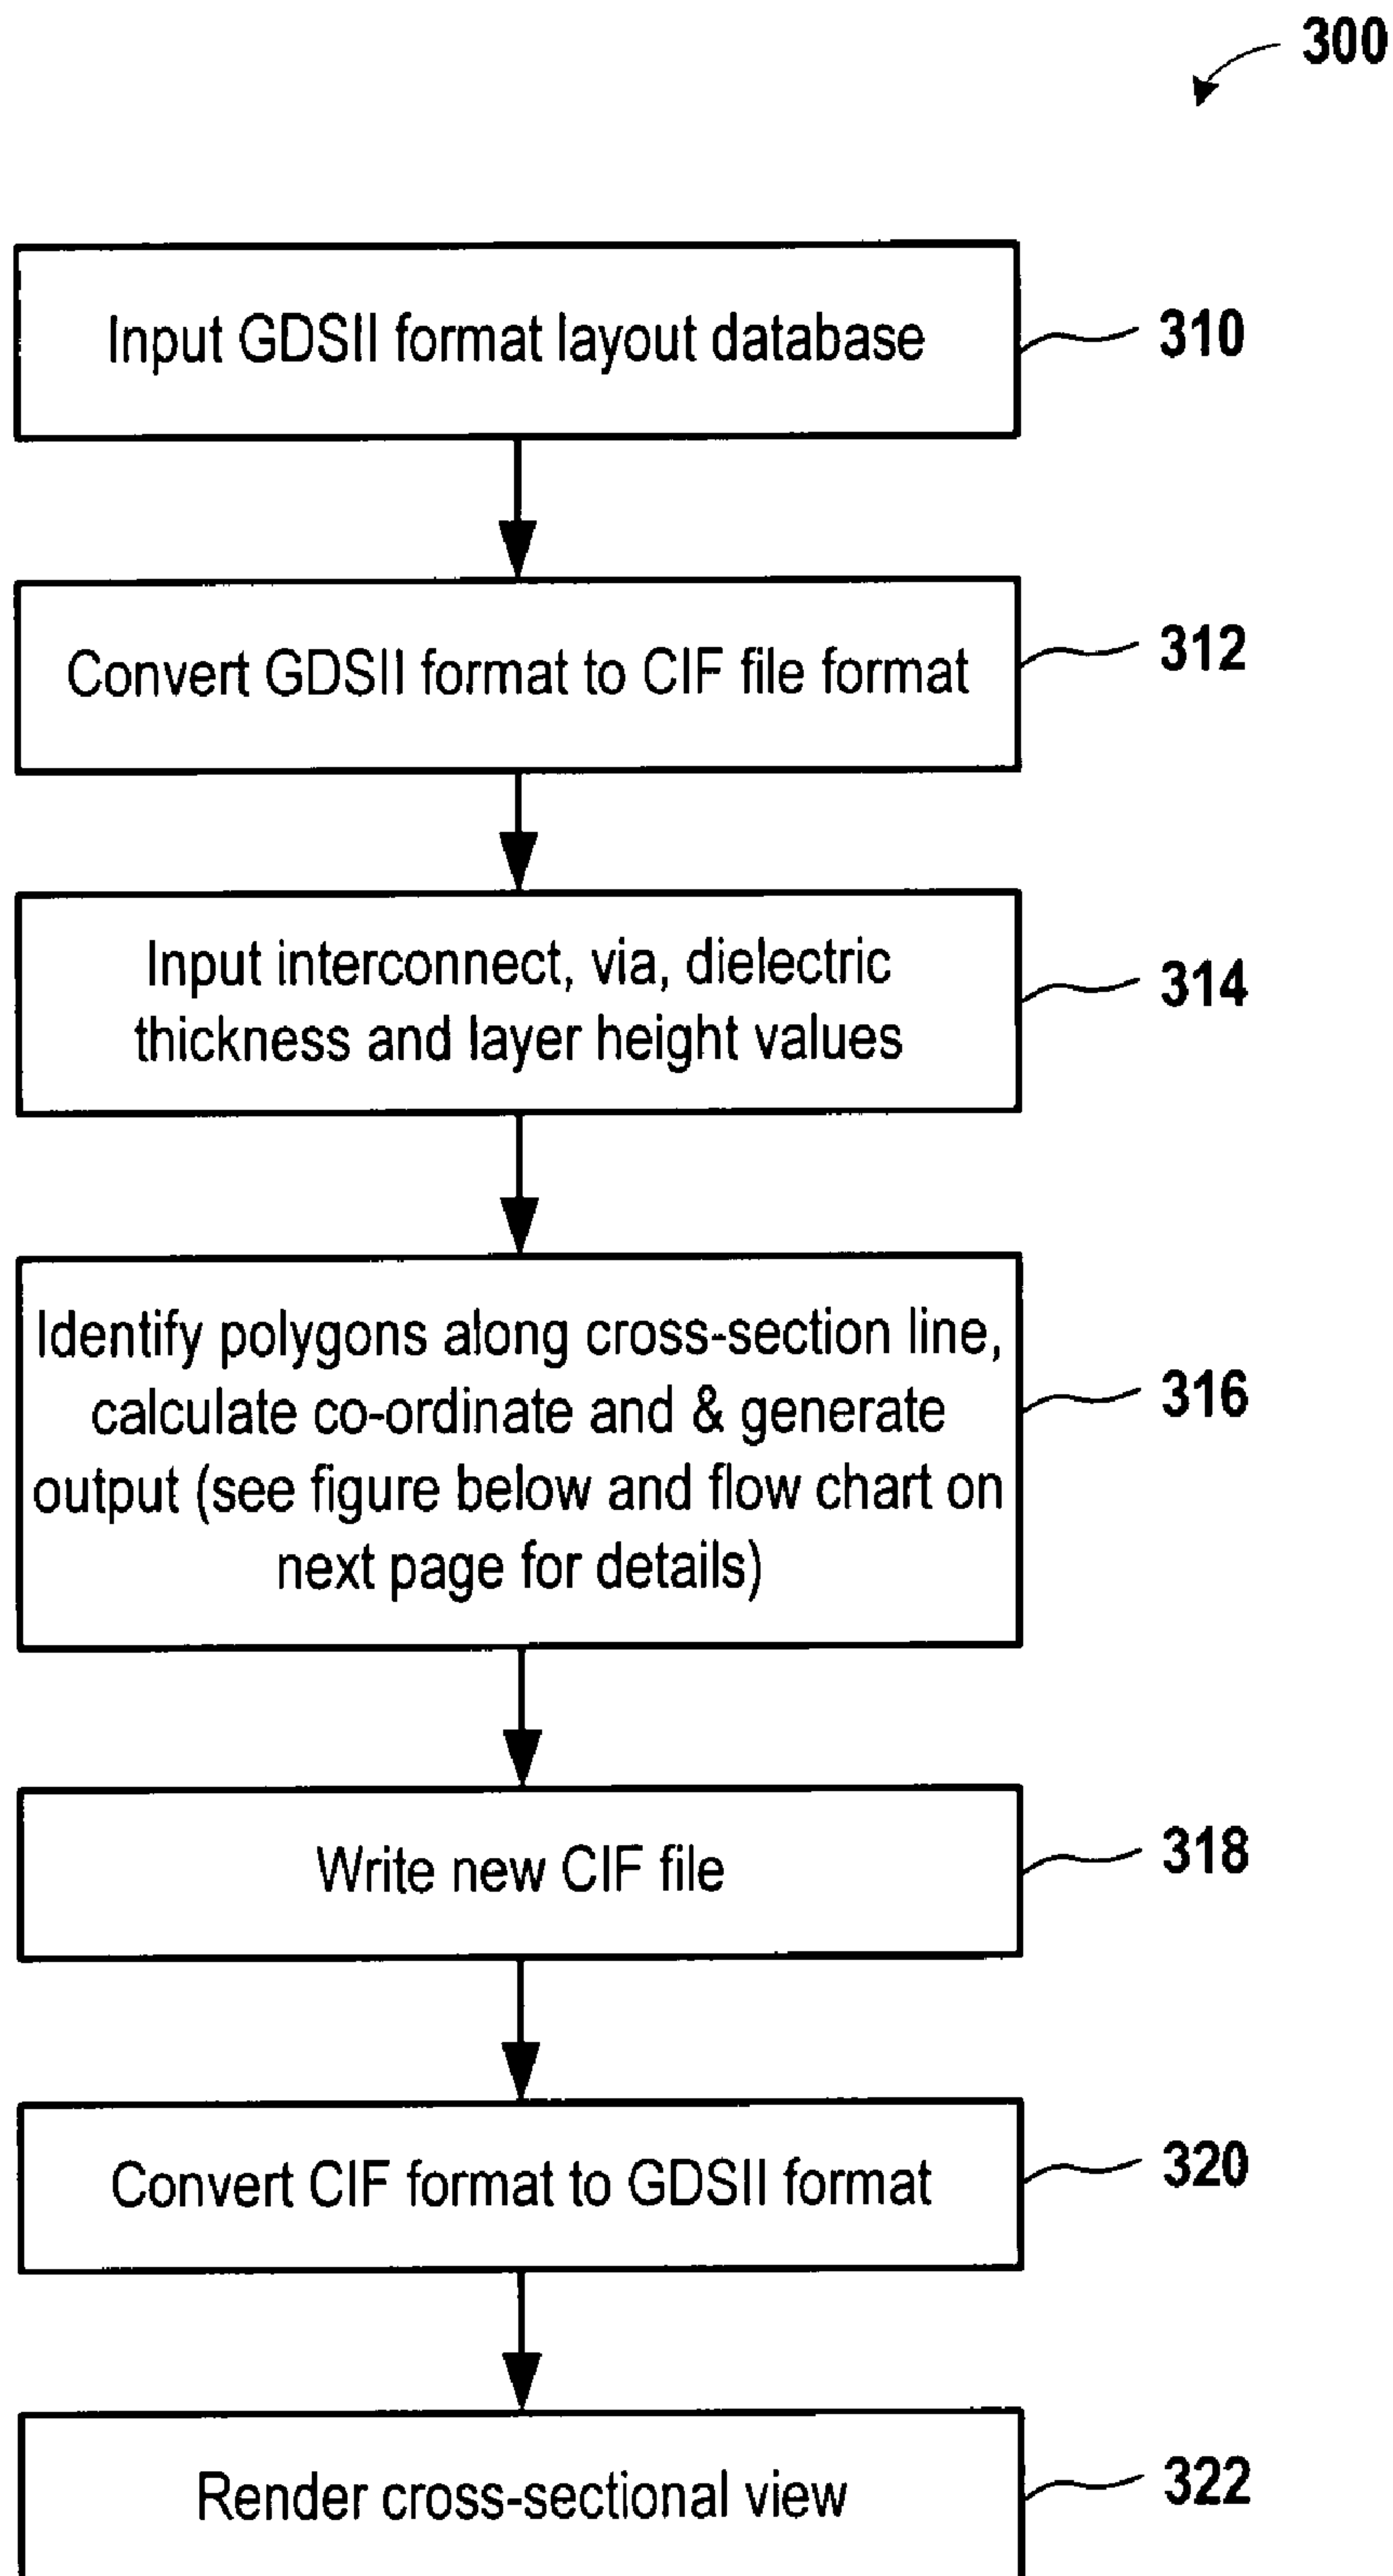 300
Input GDSII format layout database
310
Convert GDSII format to CIF file format
312
Input interconnect, via, dielectric
thickness and layer height values
314
Identify polygons along cross-section line,
calculate co-ordinate and & generate
output (see figure below and flow chart on
next page for details)
316
Write new CIF file
318
Convert CIF format to GDSII format
320
Render cross-sectional view
322